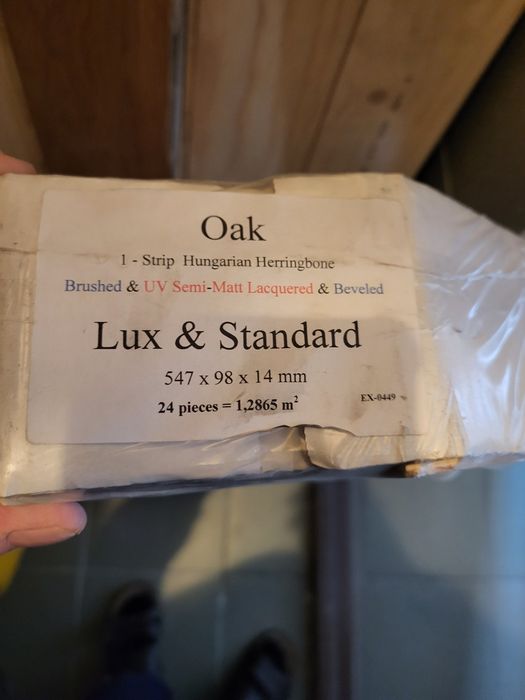 Oak
1 - Strip Hungarian Herringbone
Brushed & UV Semi-Matt Lacquered & Beveled
Lux & Standard
547 x 98 x 14 mm
24 pieces = 1,2865 m²
EX-0449